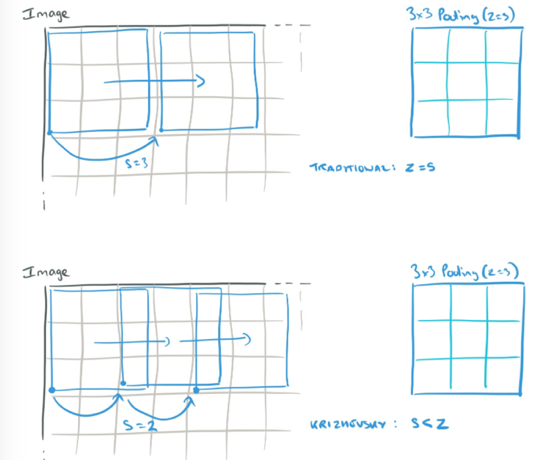 Image
3x3 Pooling (z=3)
S=3
TRADITIONAL: Z=S
Image
3x3 Pooling (z=3)
S=2
KRIZHEVSKY: S<Z